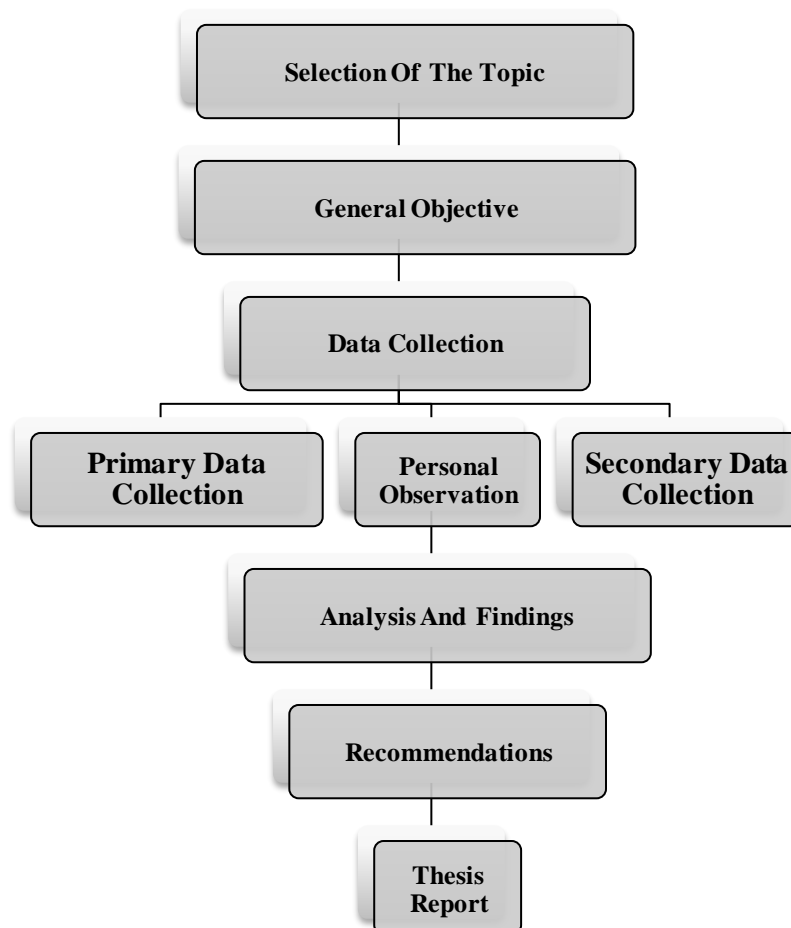 Selection Of The Topic
General Objective
Data Collection
Primary Data
Collection
Personal
Observation
Secondary Data
Collection
Analysis And Findings
Recommendations
Thesis
Report